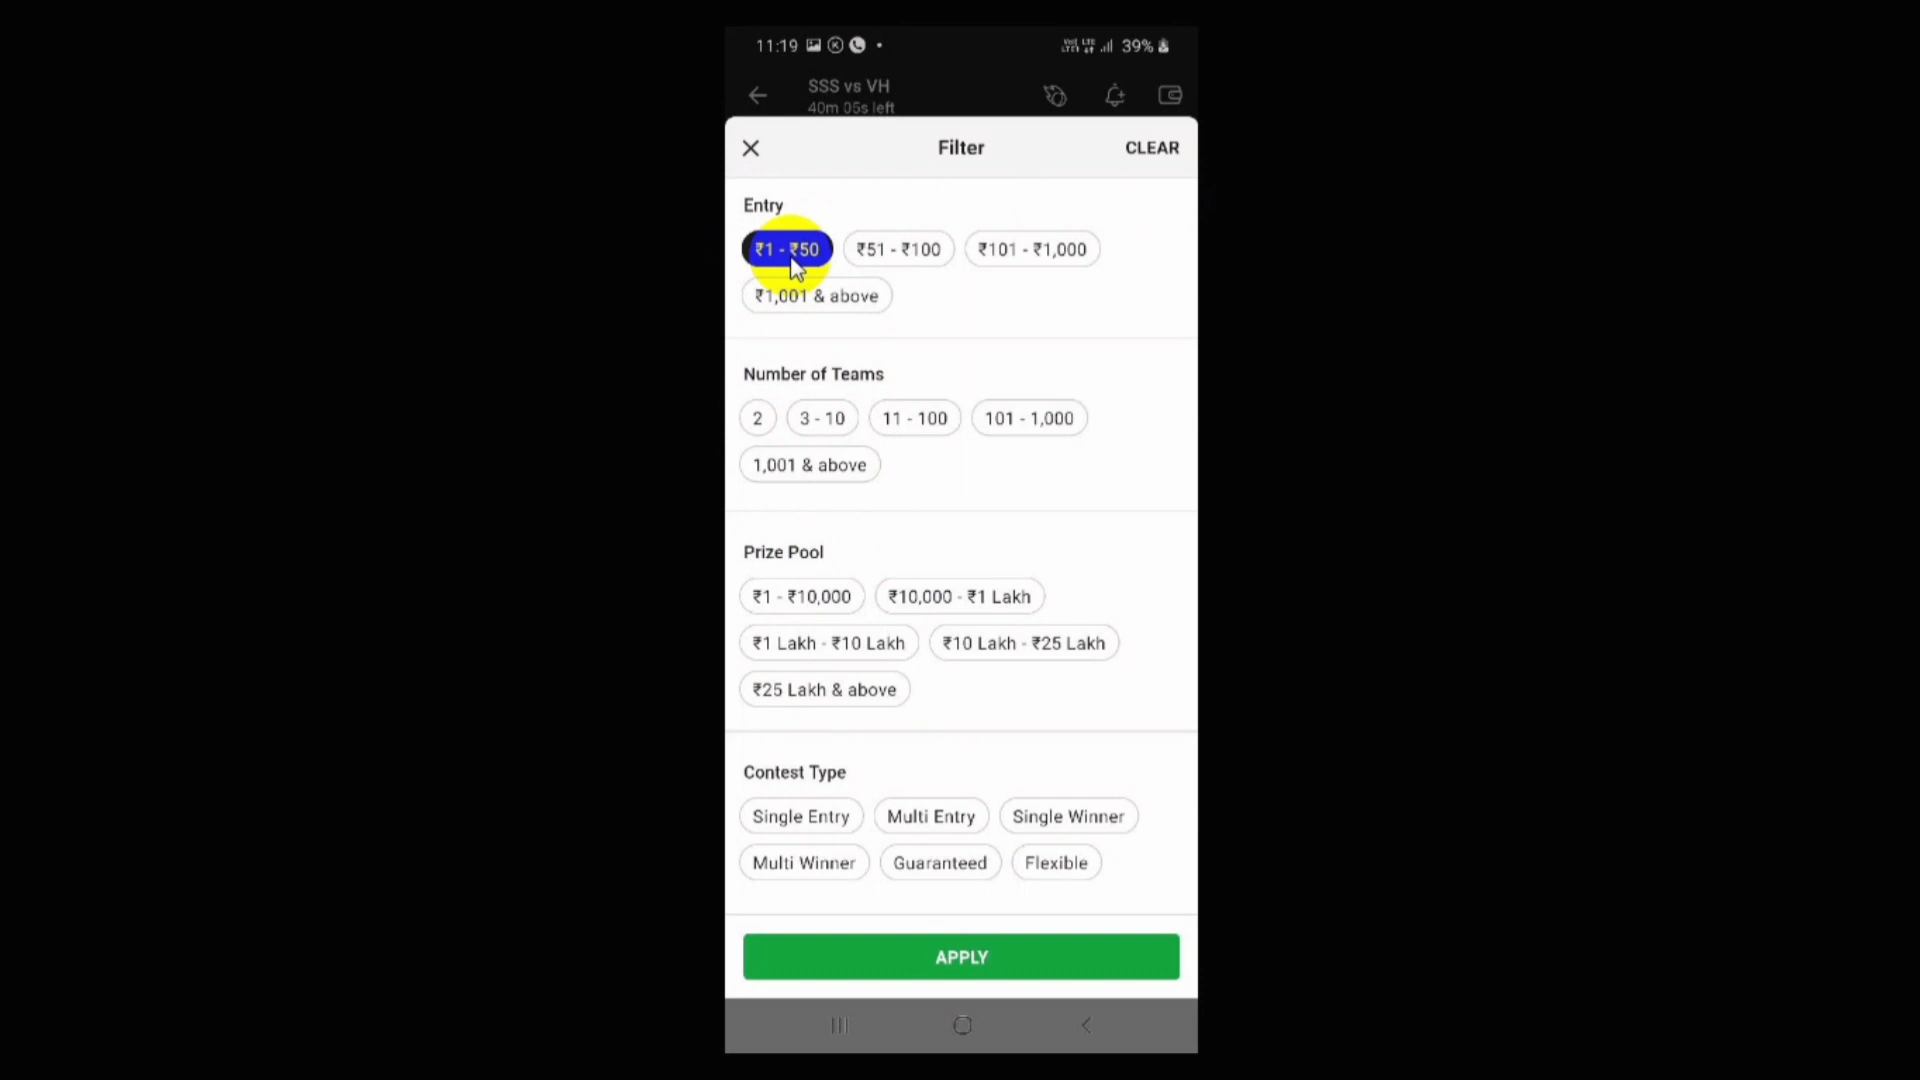 11:19 39%
SSS vs VH
40m 05s left
Filter CLEAR
Entry
₹1 - ₹50 ₹51 - ₹100 ₹101 - ₹1,000
₹1,001 & above
Number of Teams
2 3 - 10 11 - 100 101 - 1,000
1,001 & above
Prize Pool
₹1 - ₹10,000 ₹10,000 - ₹1 Lakh
₹1 Lakh - ₹10 Lakh ₹10 Lakh - ₹25 Lakh
₹25 Lakh & above
Contest Type
Single Entry Multi Entry Single Winner
Multi Winner Guaranteed Flexible
APPLY